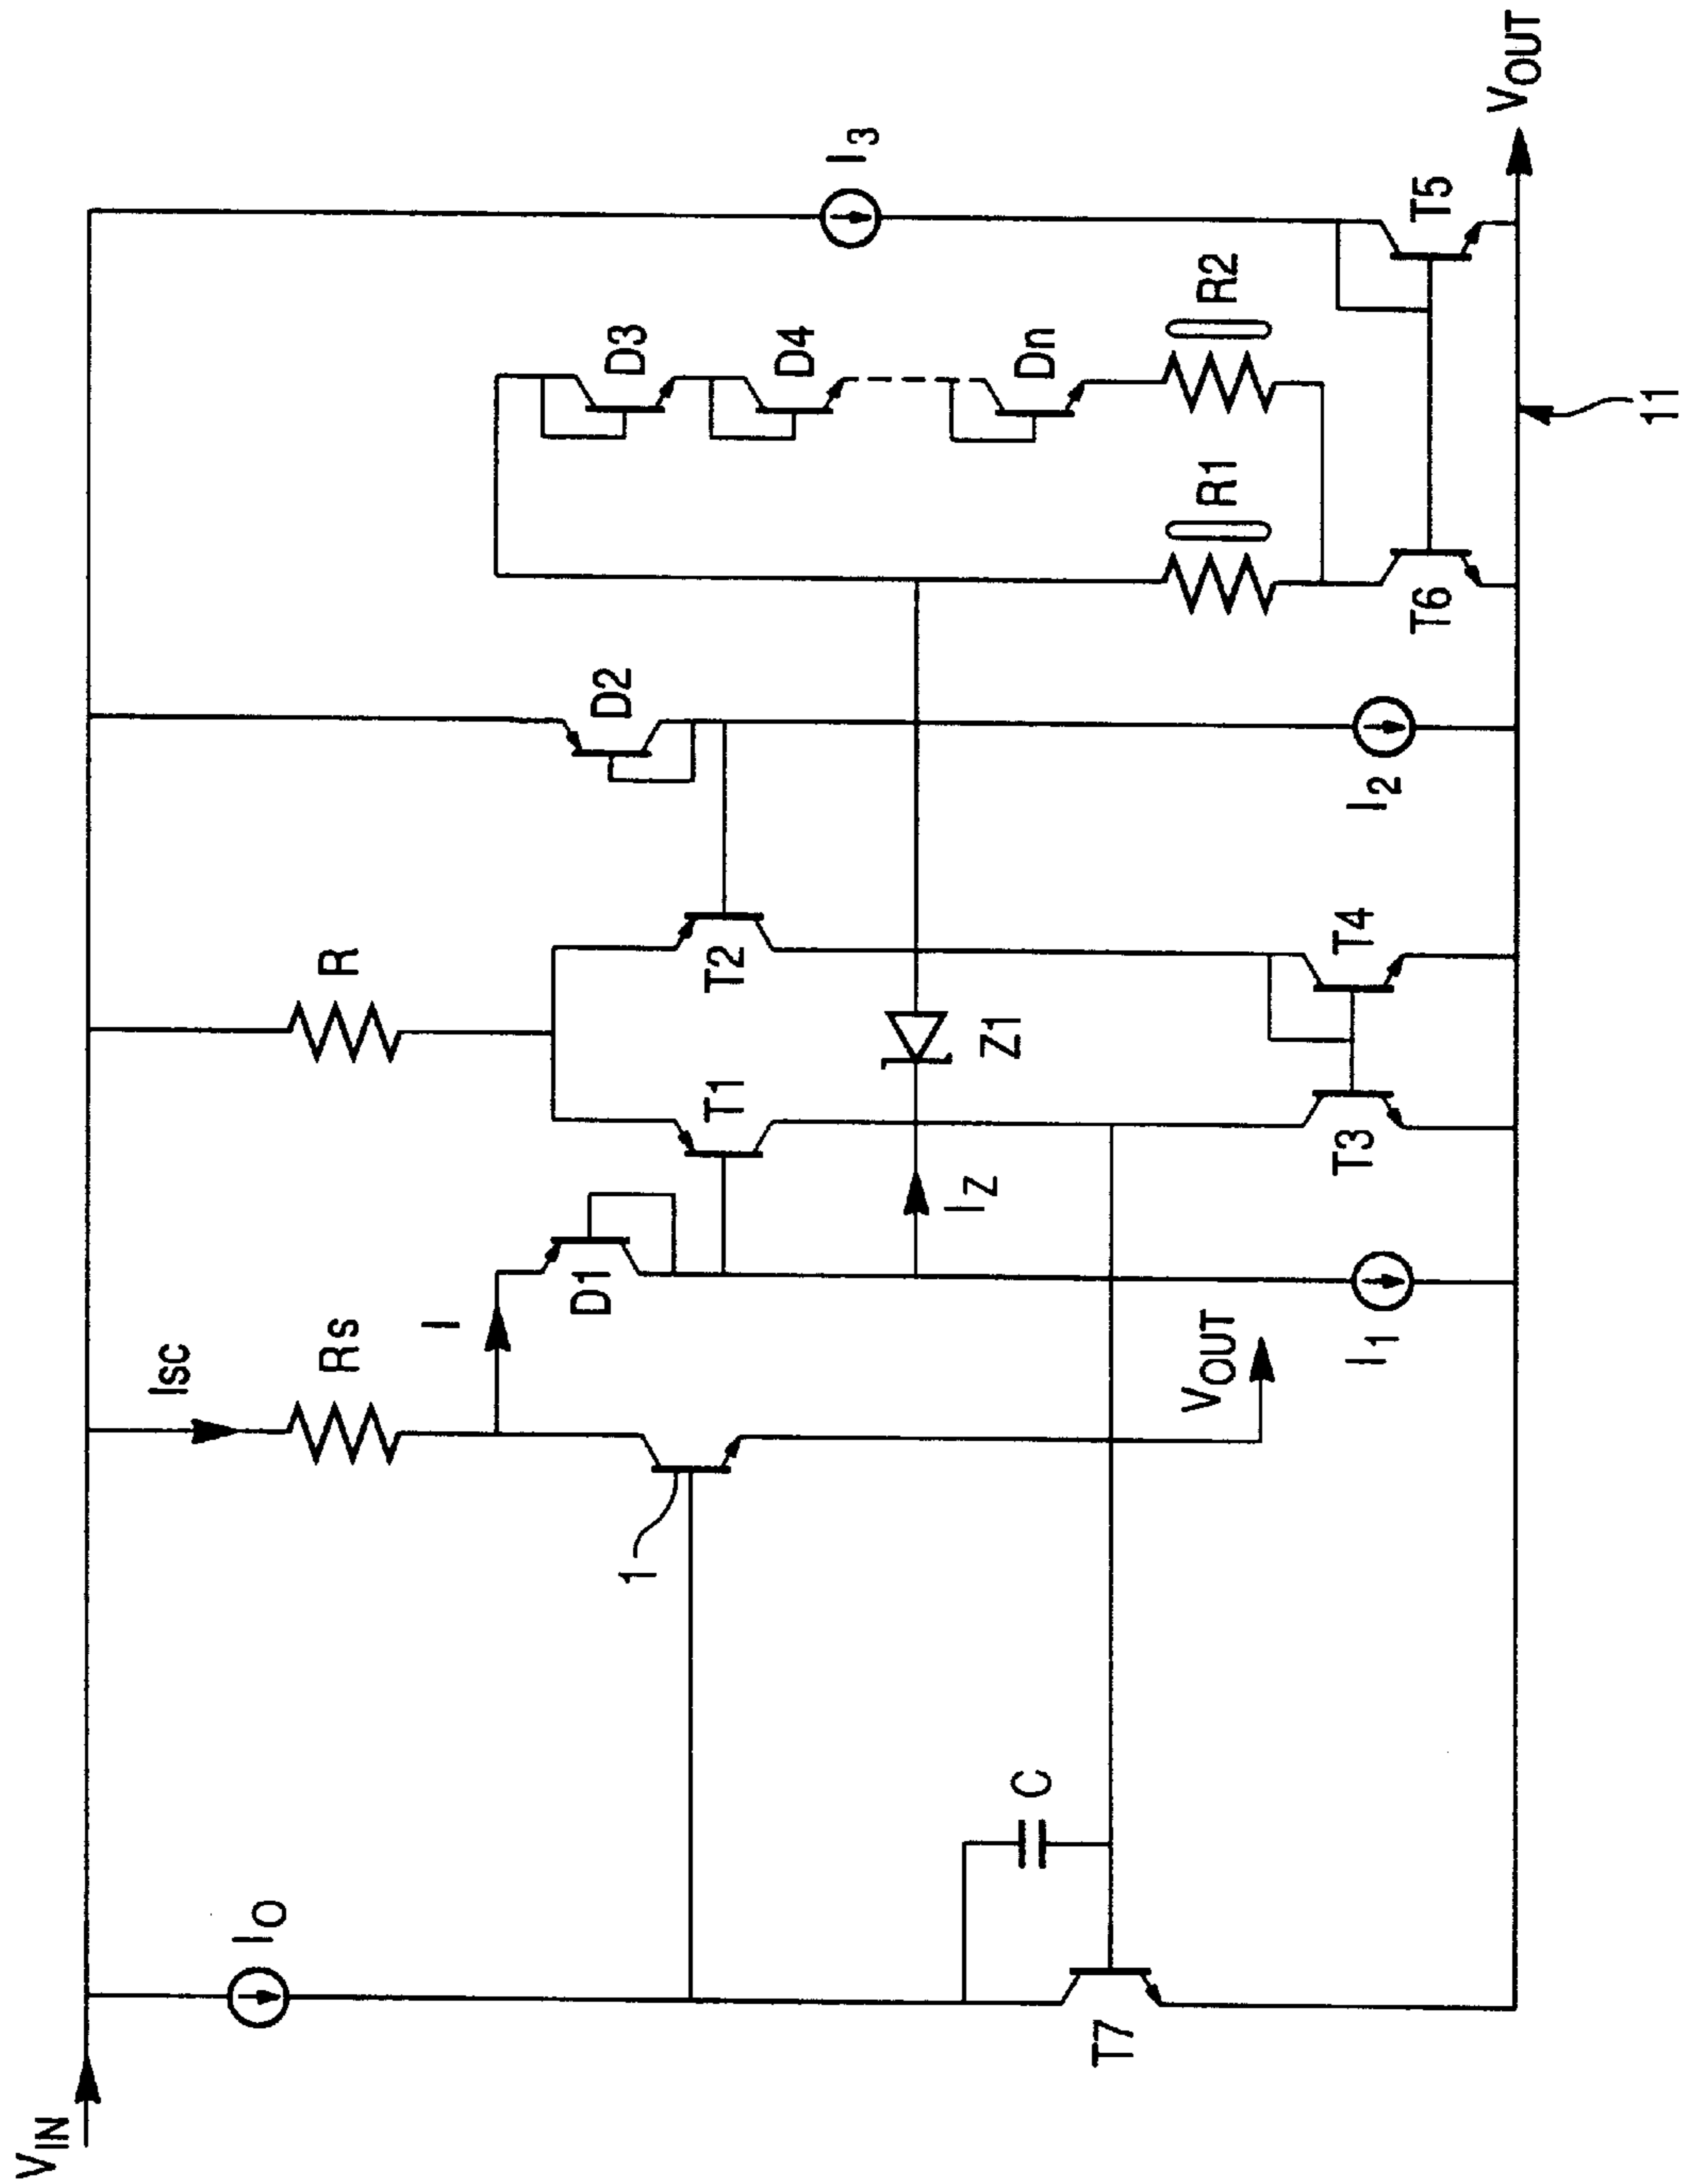 VIN
IO
ISC
RS
R
I
D1
T1
T2
D2
D3
D4
Dn
I3
1
IZ
Z1
R1
R2
C
VOUT
T7
I1
T3
T4
I2
T6
T5
VOUT
11